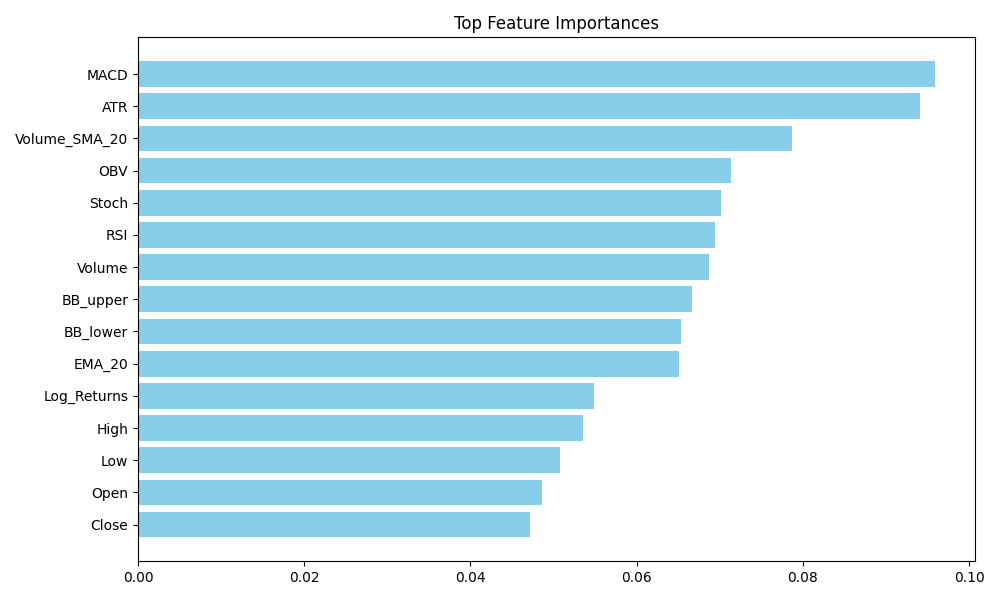 Top Feature Importances
MACD
ATR
Volume_SMA_20
OBV
Stoch
RSI
Volume
BB_upper
BB_lower
EMA_20
Log_Returns
High
Low
Open
Close
0.00 0.02 0.04 0.06 0.08 0.10